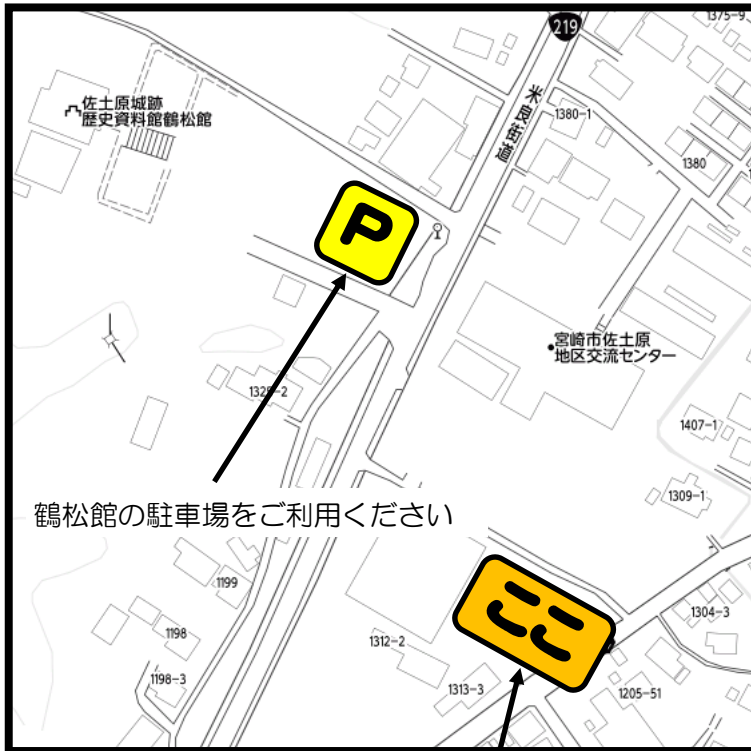 1375-9
219
米良街道
佐土原城跡
歴史資料館鶴松館
1380-1
1380
P
宮崎市佐土原
地区交流センター
1325-2
1407-1
1309-1
鶴松館の駐車場をご利用ください
ここ
1199
1198
1198-3
1312-2
1313-3
1304-3
1205-51